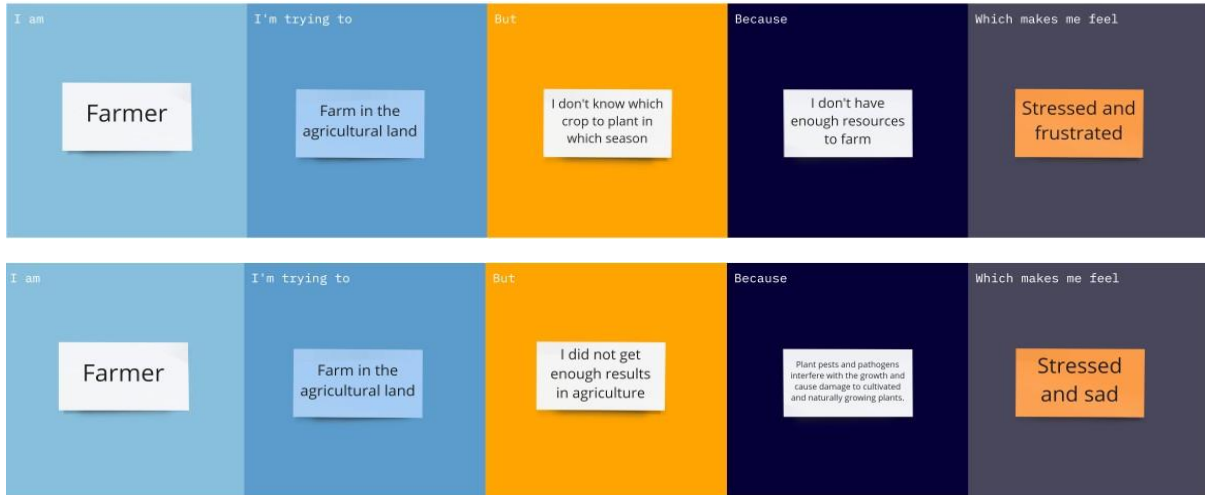 I am
I'm trying to
But
Because
Which makes me feel
Farmer
Farm in the
agricultural land
I don't know which
crop to plant in
which season
I don't have
enough resources
to farm
Stressed and
frustrated
I am
I'm trying to
But
Because
Which makes me feel
Farmer
Farm in the
agricultural land
I did not get
enough results
in agriculture
Plant pests and pathogens
interfere with the growth and
cause damage to cultivated
and naturally growing plants.
Stressed
and sad